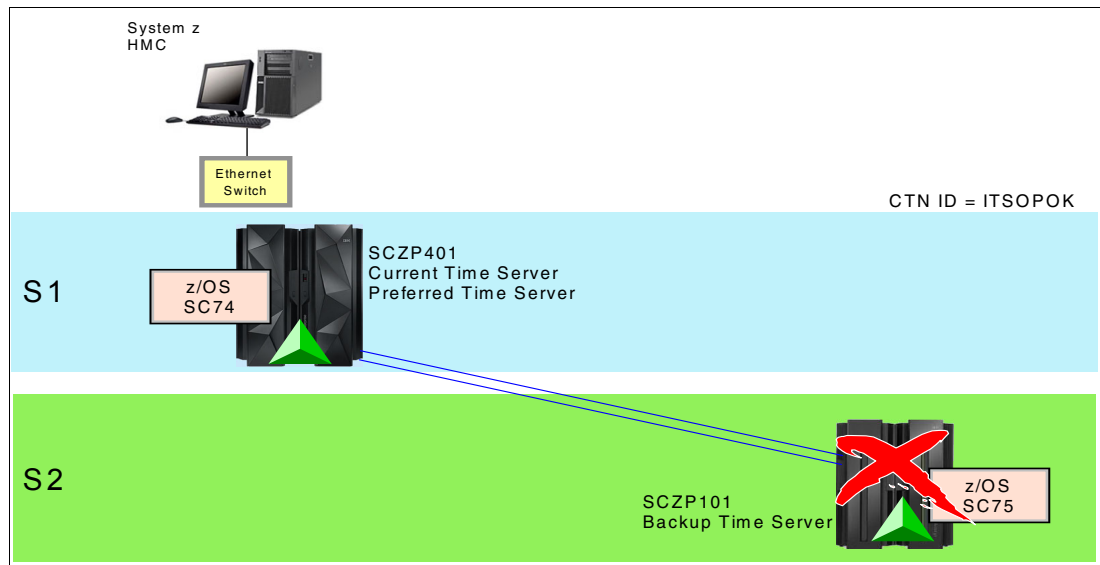 System z
HMC
Ethernet
Switch
CTN ID = ITSOPOK
S1
z/OS
SC74
SCZP401
Current Time Server
Preferred Time Server
S2
SCZP101
Backup Time Server
z/OS
SC75